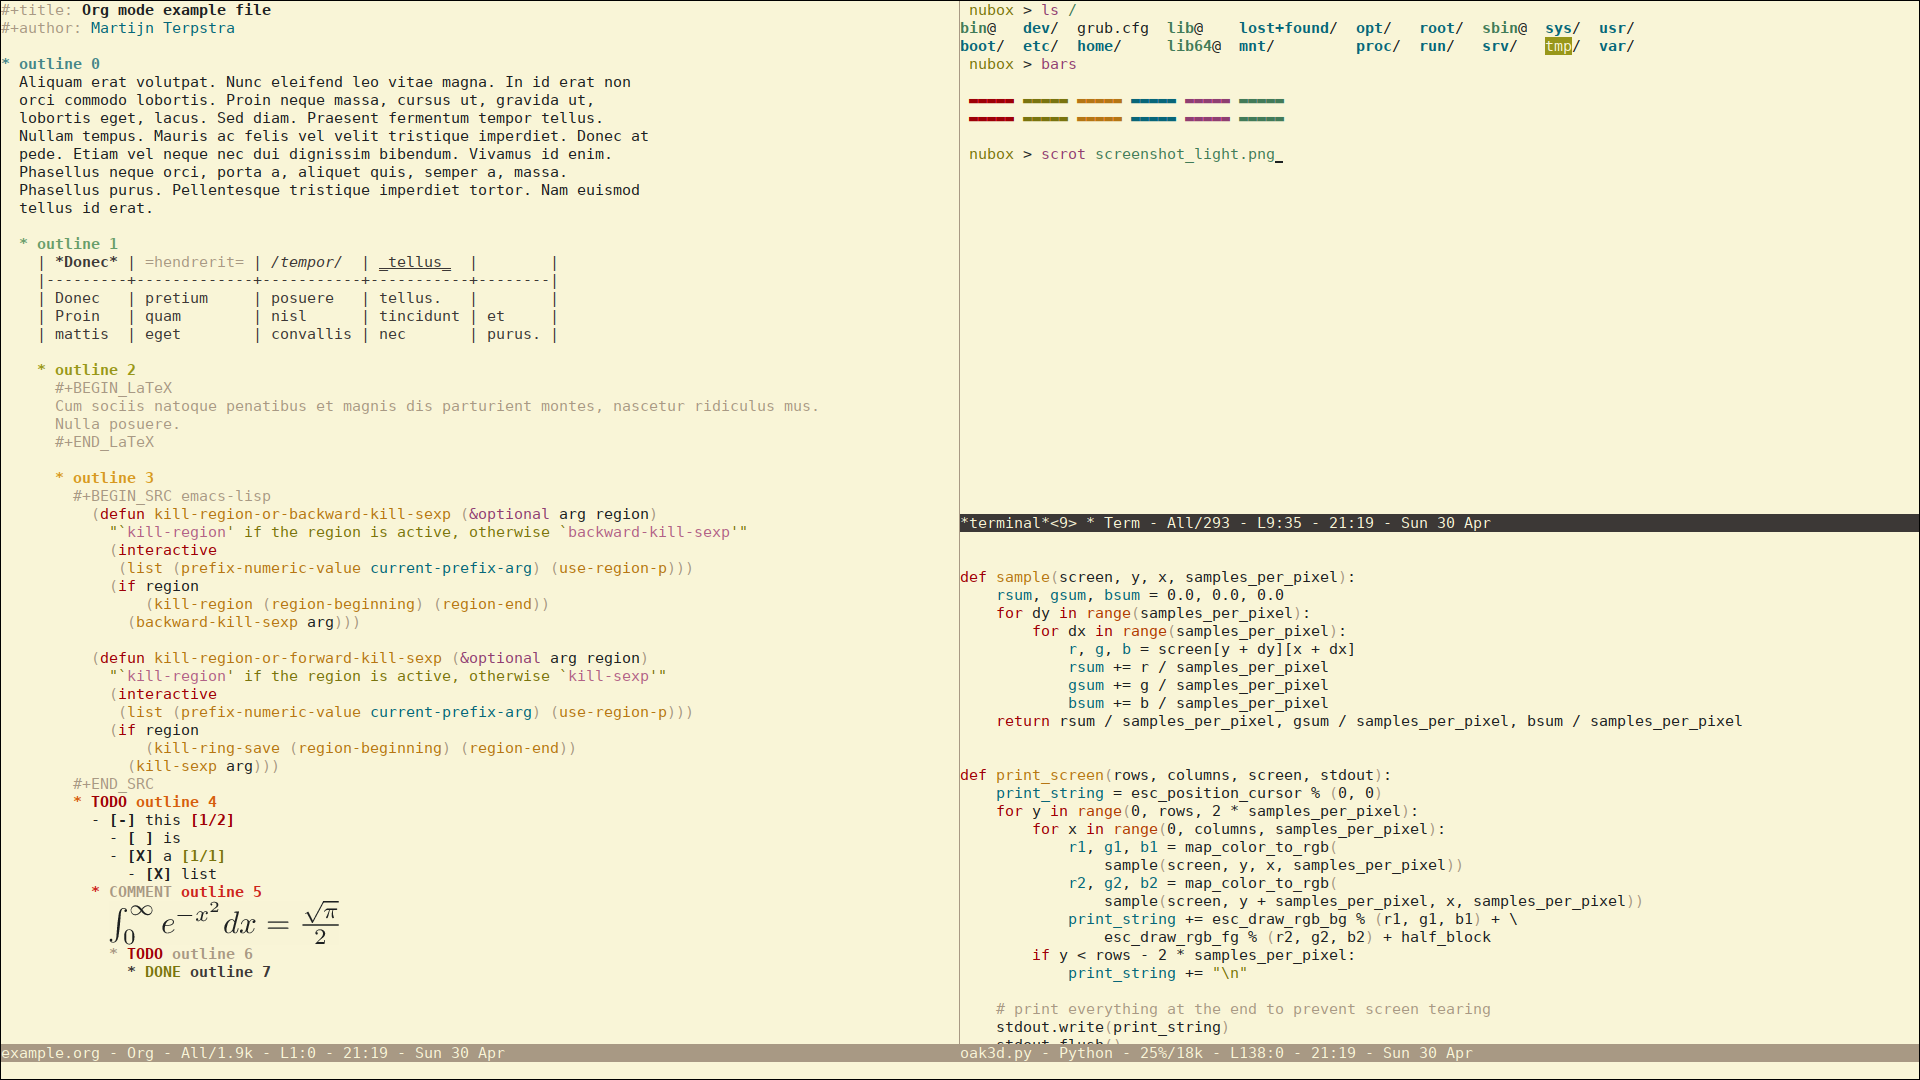 #+title: Org mode example file
#+author: Martijn Terpstra

* outline 0
  Aliquam erat volutpat. Nunc eleifend leo vitae magna. In id erat non
  orci commodo lobortis. Proin neque massa, cursus ut, gravida ut,
  lobortis eget, lacus. Sed diam. Praesent fermentum tempor tellus.
  Nullam tempus. Mauris ac felis vel velit tristique imperdiet. Donec at
  pede. Etiam vel neque nec dui dignissim bibendum. Vivamus id enim.
  Phasellus neque orci, porta a, aliquet quis, semper a, massa.
  Phasellus purus. Pellentesque tristique imperdiet tortor. Nam euismod
  tellus id erat.

  * outline 1
    | *Donec* | =hendrerit= | /tempor/  | _tellus_  |        |
    |---------+-------------+-----------+-----------+--------|
    | Donec   | pretium     | posuere   | tellus.   |        |
    | Proin   | quam        | nisl      | tincidunt | et     |
    | mattis  | eget        | convallis | nec       | purus. |

    * outline 2
      #+BEGIN_LaTeX
      Cum sociis natoque penatibus et magnis dis parturient montes, nascetur ridiculus mus.
      Nulla posuere.
      #+END_LaTeX

      * outline 3
        #+BEGIN_SRC emacs-lisp
          (defun kill-region-or-backward-kill-sexp (&optional arg region)
            "`kill-region' if the region is active, otherwise `backward-kill-sexp'"
            (interactive
             (list (prefix-numeric-value current-prefix-arg) (use-region-p)))
            (if region
                (kill-region (region-beginning) (region-end))
              (backward-kill-sexp arg)))

          (defun kill-region-or-forward-kill-sexp (&optional arg region)
            "`kill-region' if the region is active, otherwise `kill-sexp'"
            (interactive
             (list (prefix-numeric-value current-prefix-arg) (use-region-p)))
            (if region
                (kill-ring-save (region-beginning) (region-end))
              (kill-sexp arg)))
        #+END_SRC
        * TODO outline 4
          - [-] this [1/2]
            - [ ] is
            - [X] a [1/1]
              - [X] list
          * COMMENT outline 5
            ∫₀^∞ e^{-x²} dx = √π/2
            * TODO outline 6
              * DONE outline 7
example.org - Org - All/1.9k - L1:0 - 21:19 - Sun 30 Apr
 nubox > ls /
bin@   dev/  grub.cfg  lib@    lost+found/  opt/   root/  sbin@  sys/  usr/
boot/  etc/  home/     lib64@  mnt/         proc/  run/   srv/   tmp/  var/
 nubox > bars
 nubox > scrot screenshot_light.png_
*terminal*<9> * Term - All/293 - L9:35 - 21:19 - Sun 30 Apr
def sample(screen, y, x, samples_per_pixel):
    rsum, gsum, bsum = 0.0, 0.0, 0.0
    for dy in range(samples_per_pixel):
        for dx in range(samples_per_pixel):
            r, g, b = screen[y + dy][x + dx]
            rsum += r / samples_per_pixel
            gsum += g / samples_per_pixel
            bsum += b / samples_per_pixel
    return rsum / samples_per_pixel, gsum / samples_per_pixel, bsum / samples_per_pixel

def print_screen(rows, columns, screen, stdout):
    print_string = esc_position_cursor % (0, 0)
    for y in range(0, rows, 2 * samples_per_pixel):
        for x in range(0, columns, samples_per_pixel):
            r1, g1, b1 = map_color_to_rgb(
                sample(screen, y, x, samples_per_pixel))
            r2, g2, b2 = map_color_to_rgb(
                sample(screen, y + samples_per_pixel, x, samples_per_pixel))
            print_string += esc_draw_rgb_bg % (r1, g1, b1) + \
                esc_draw_rgb_fg % (r2, g2, b2) + half_block
        if y < rows - 2 * samples_per_pixel:
            print_string += "\n"

    # print everything at the end to prevent screen tearing
    stdout.write(print_string)
    stdout.flush()
oak3d.py - Python - 25%/18k - L138:0 - 21:19 - Sun 30 Apr